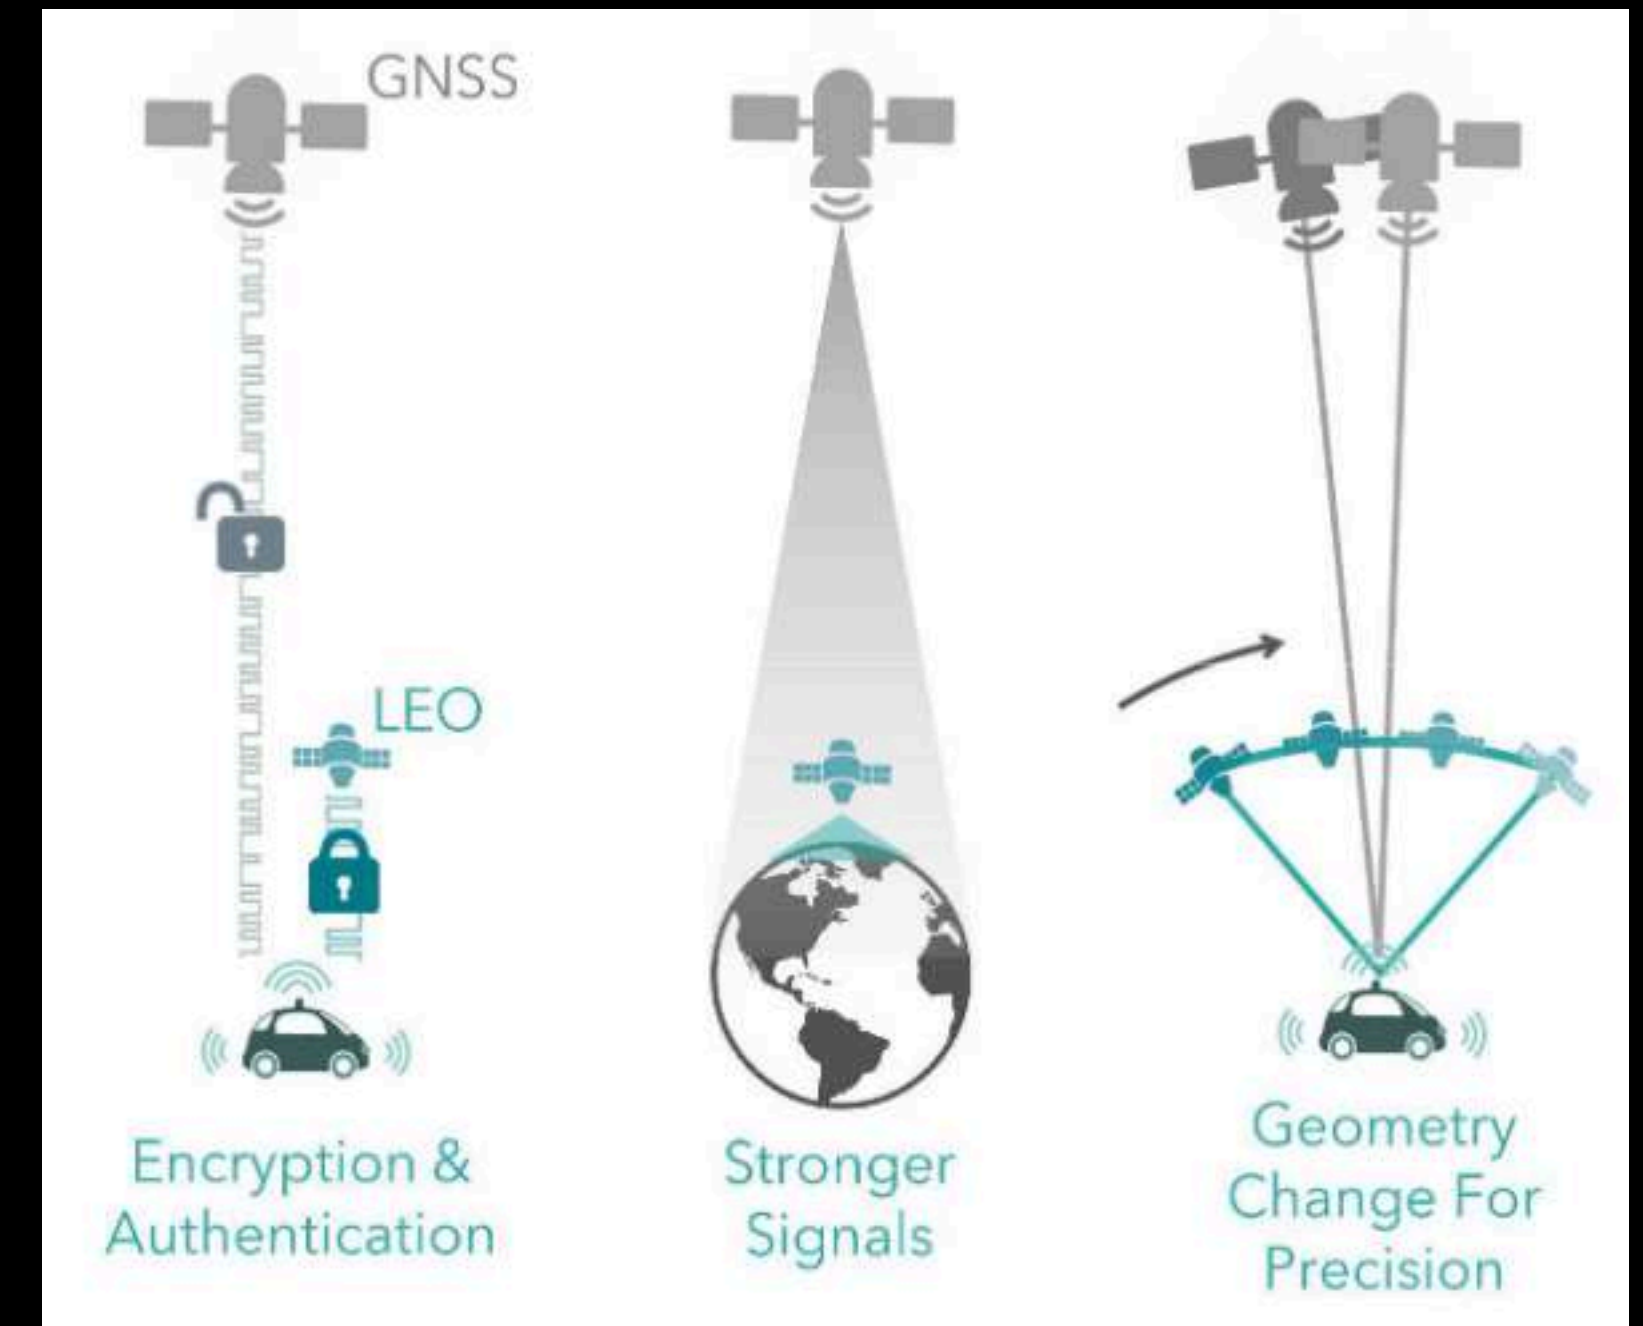 GNSS
LEO
Encryption &
Authentication
Stronger
Signals
Geometry
Change For
Precision